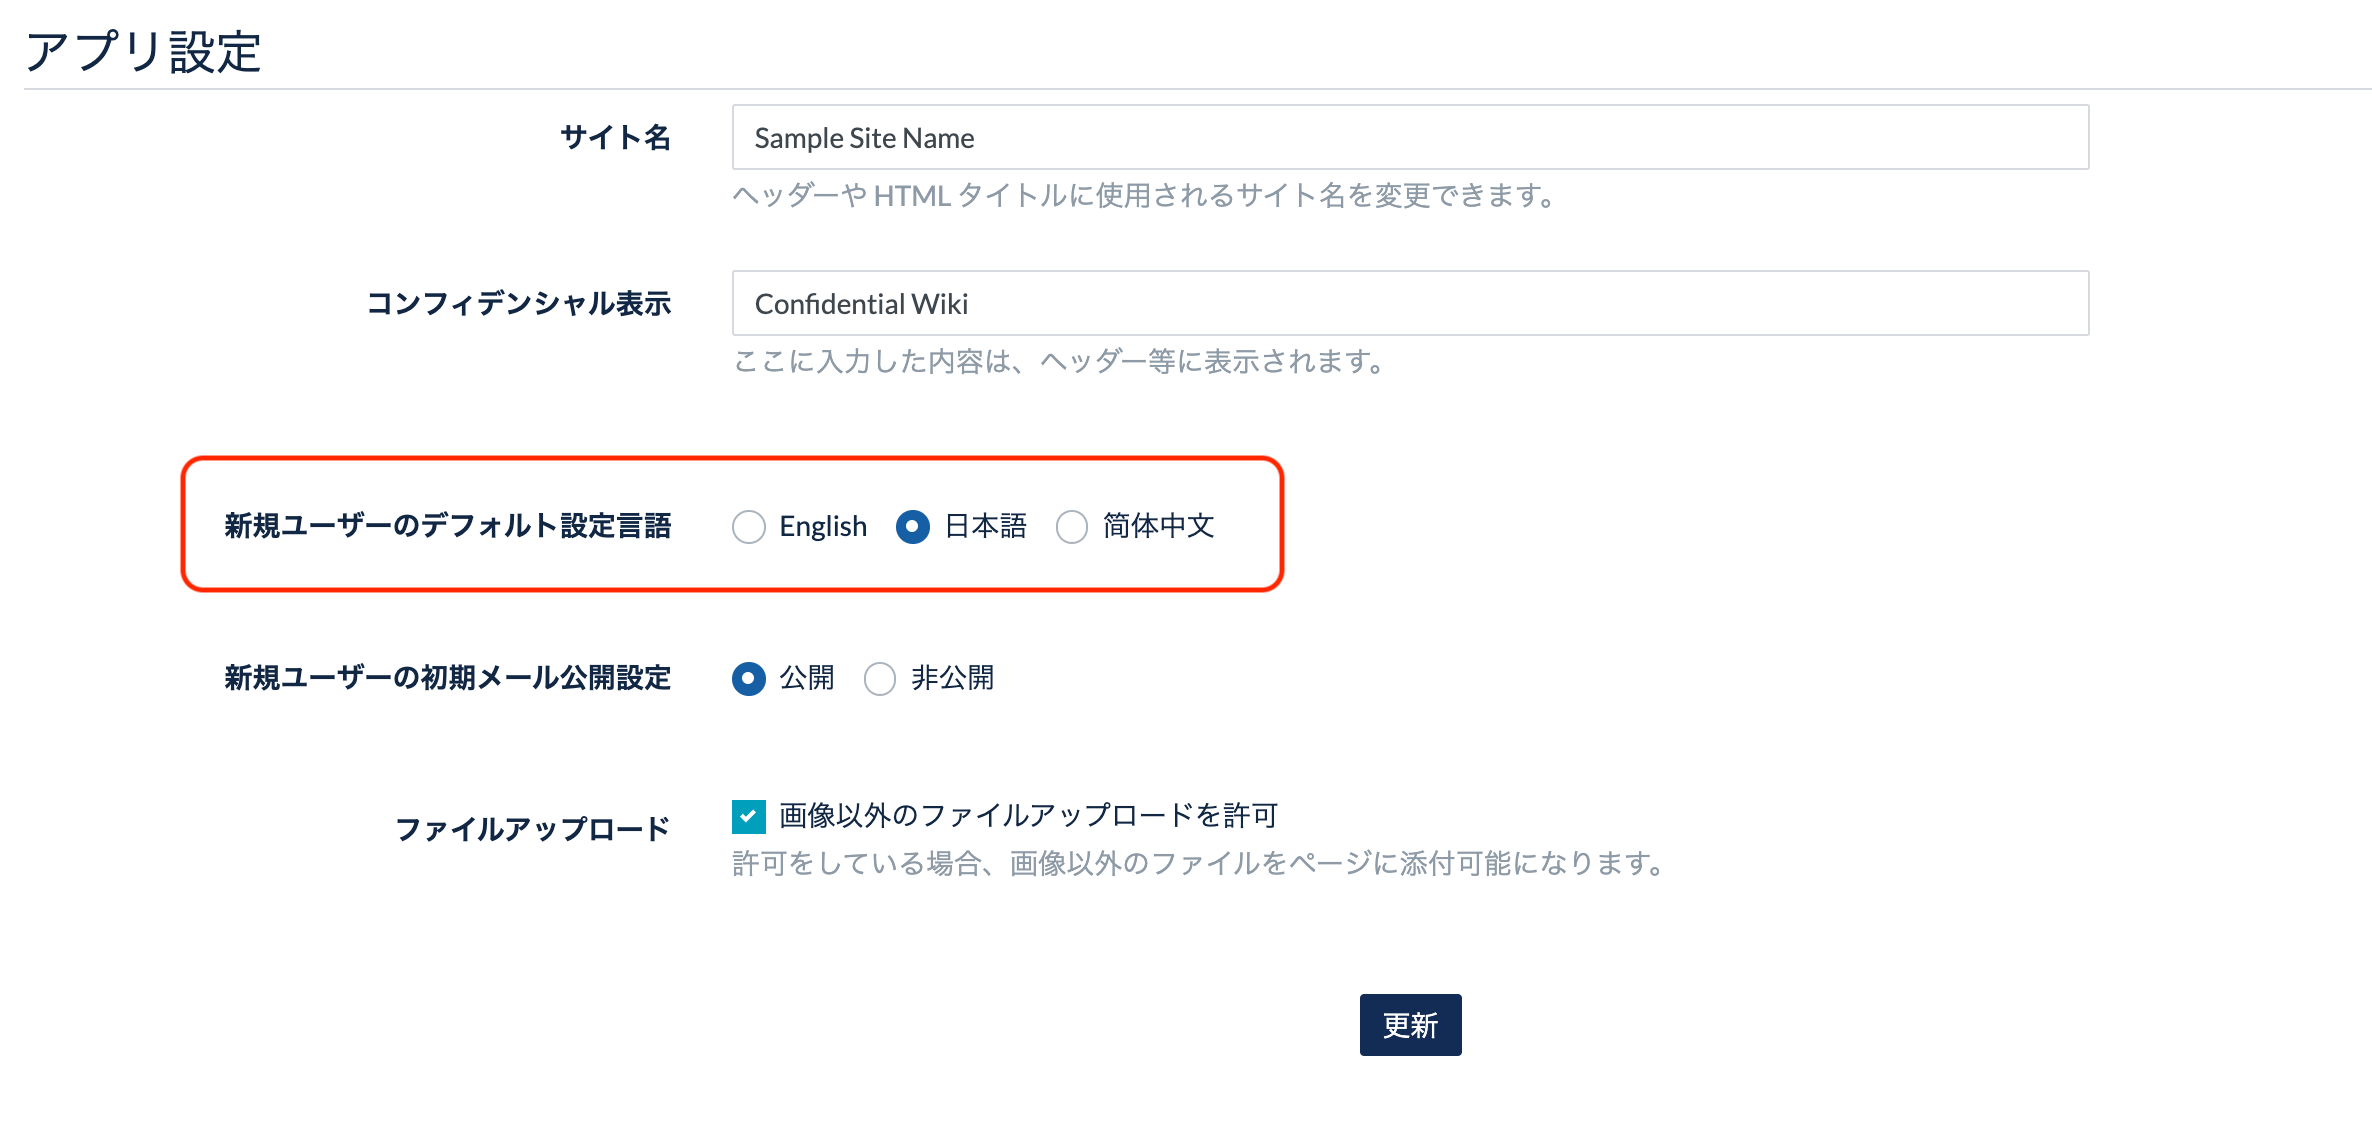 アプリ設定
サイト名 Sample Site Name
ヘッダーや HTML タイトルに使用されるサイト名を変更できます。
コンフィデンシャル表示 Confidential Wiki
ここに入力した内容は、ヘッダー等に表示されます。
新規ユーザーのデフォルト設定言語 English 日本語 简体中文
新規ユーザーの初期メール公開設定 公開 非公開
ファイルアップロード 画像以外のファイルアップロードを許可
許可をしている場合、画像以外のファイルをページに添付可能になります。
更新